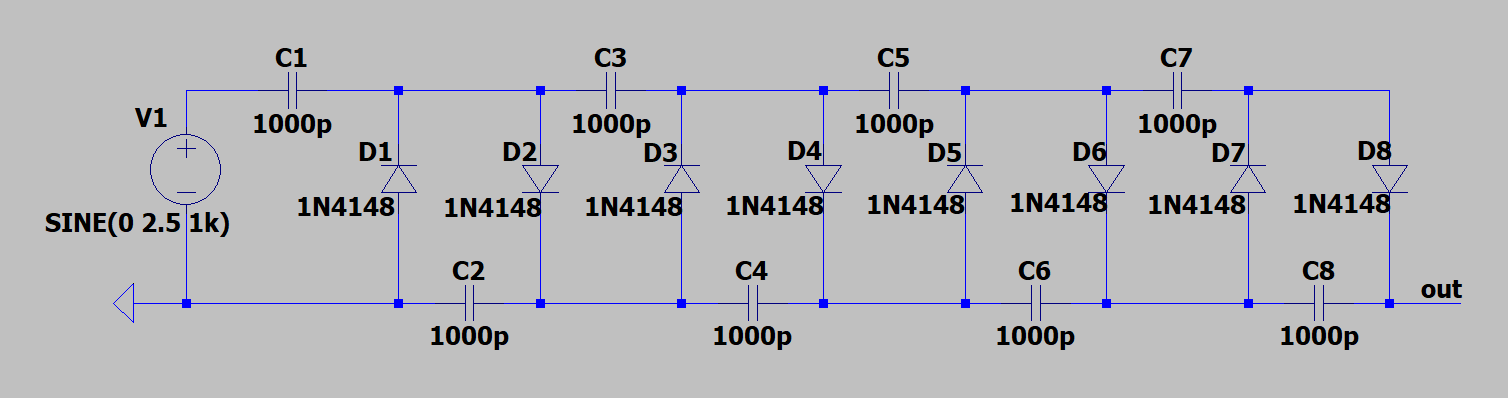 C1
C3
C5
C7
V1
1000p
1000p
1000p
1000p
D1
D2
D3
D4
D5
D6
D7
D8
1N4148
1N4148
1N4148
1N4148
1N4148
1N4148
1N4148
1N4148
SINE(0 2.5 1k)
C2
C4
C6
C8
out
1000p
1000p
1000p
1000p